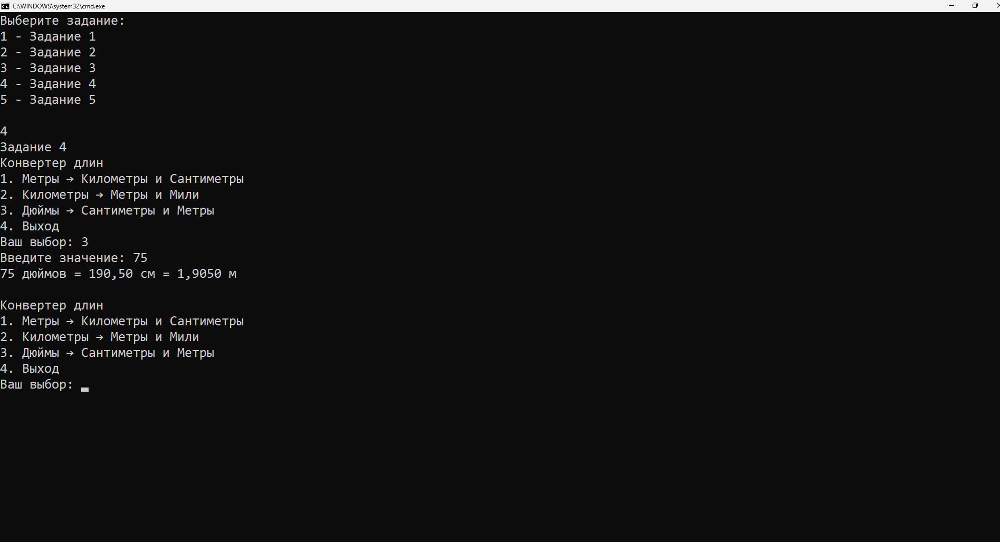 C:\WINDOWS\system32\cmd.exe
Выберите задание:
1 - Задание 1
2 - Задание 2
3 - Задание 3
4 - Задание 4
5 - Задание 5
4
Задание 4
Конвертер длин
1. Метры → Километры и Сантиметры
2. Километры → Метры и Мили
3. Дюймы → Сантиметры и Метры
4. Выход
Ваш выбор: 3
Введите значение: 75
75 дюймов = 190,50 см = 1,9050 м
Конвертер длин
1. Метры → Километры и Сантиметры
2. Километры → Метры и Мили
3. Дюймы → Сантиметры и Метры
4. Выход
Ваш выбор: